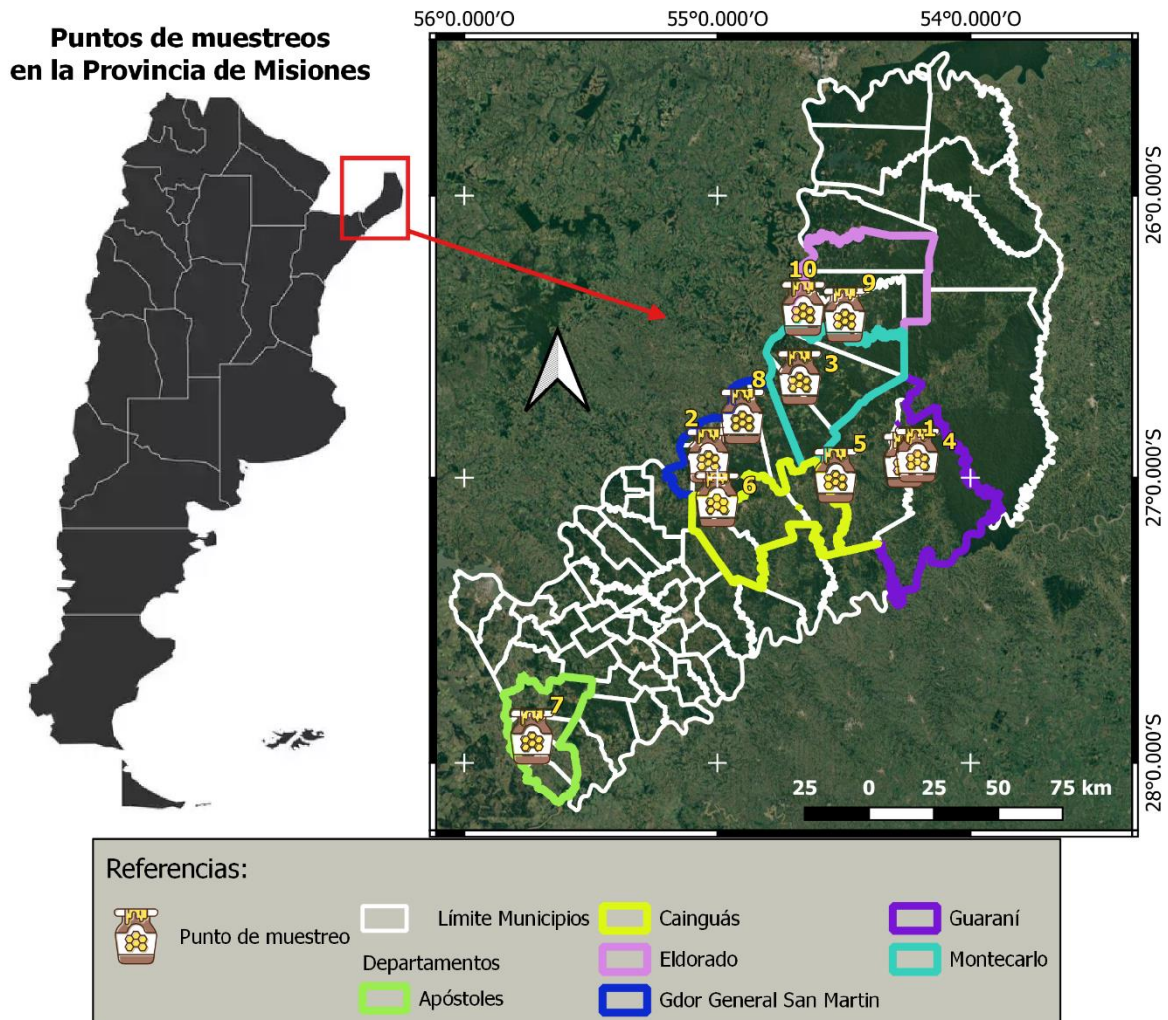 Puntos de muestreos
en la Provincia de Misiones
56°0.000'O
55°0.000'O
54°0.000'O
26°0.000'S
27°0.000'S
28°0.000'S
10
9
3
8
2
1
4
5
6
7
25 0 25 50 75 km
Referencias:
Punto de muestreo
Límite Municipios
Departamentos
Apóstoles
Cainguás
Eldorado
Gdor General San Martin
Guaraní
Montecarlo